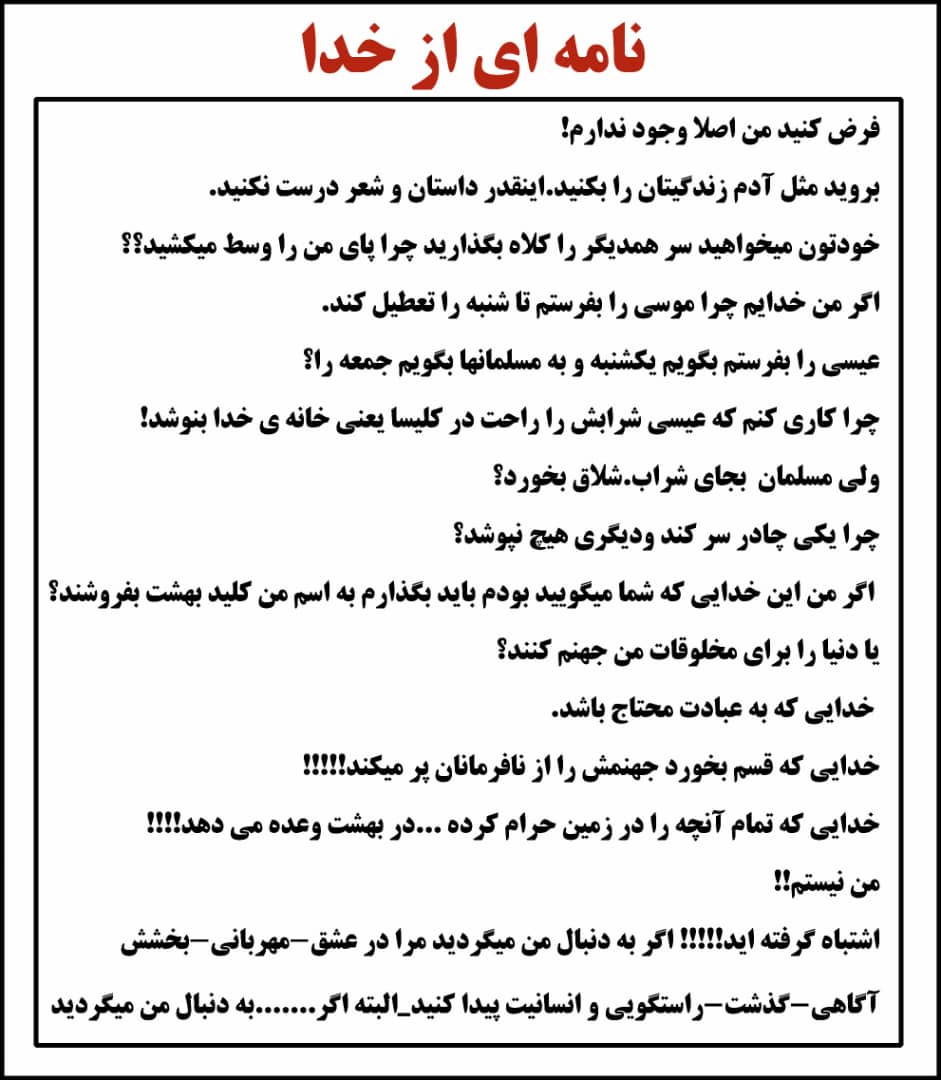 نامه ای از خدا
فرض کنید من اصلا وجود ندارم!
بروید مثل آدم زندگیتان را بکنید.اینقدر داستان و شعر درست نکنید.
خودتون میخواهید سر همدیگر را کلاه بگذارید چرا پای من را وسط میکشید؟؟
اگر من خدایم چرا موسی را بفرستم تا شنبه را تعطیل کند.
عیسی را بفرستم بگویم یکشنبه و به مسلمانها بگویم جمعه را؟
چرا کاری کنم که عیسی شرابش را راحت در کلیسا یعنی خانه ی خدا بنوشد!
ولی مسلمان بجای شراب.شلاق بخورد؟
چرا یکی چادر سر کند ودیگری هیچ نپوشد؟
اگر من این خدایی که شما میگویید بودم باید بگذارم به اسم من کلید بهشت بفروشند؟
یا دنیا را برای مخلوقات من جهنم کنند؟
خدایی که به عبادت محتاج باشد.
خدایی که قسم بخورد جهنمش را از نافرمانان پر میکند!!!!!
خدایی که تمام آنچه را در زمین حرام کرده ...در بهشت وعده می دهد!!!!
من نیستم!!
اشتباه گرفته اید!!!!! اگر به دنبال من میگردید مرا در عشق-مهربانی-بخشش
آگاهی-گذشت-راستگویی و انسانیت پیدا کنید_البته اگر.......به دنبال من میگردید